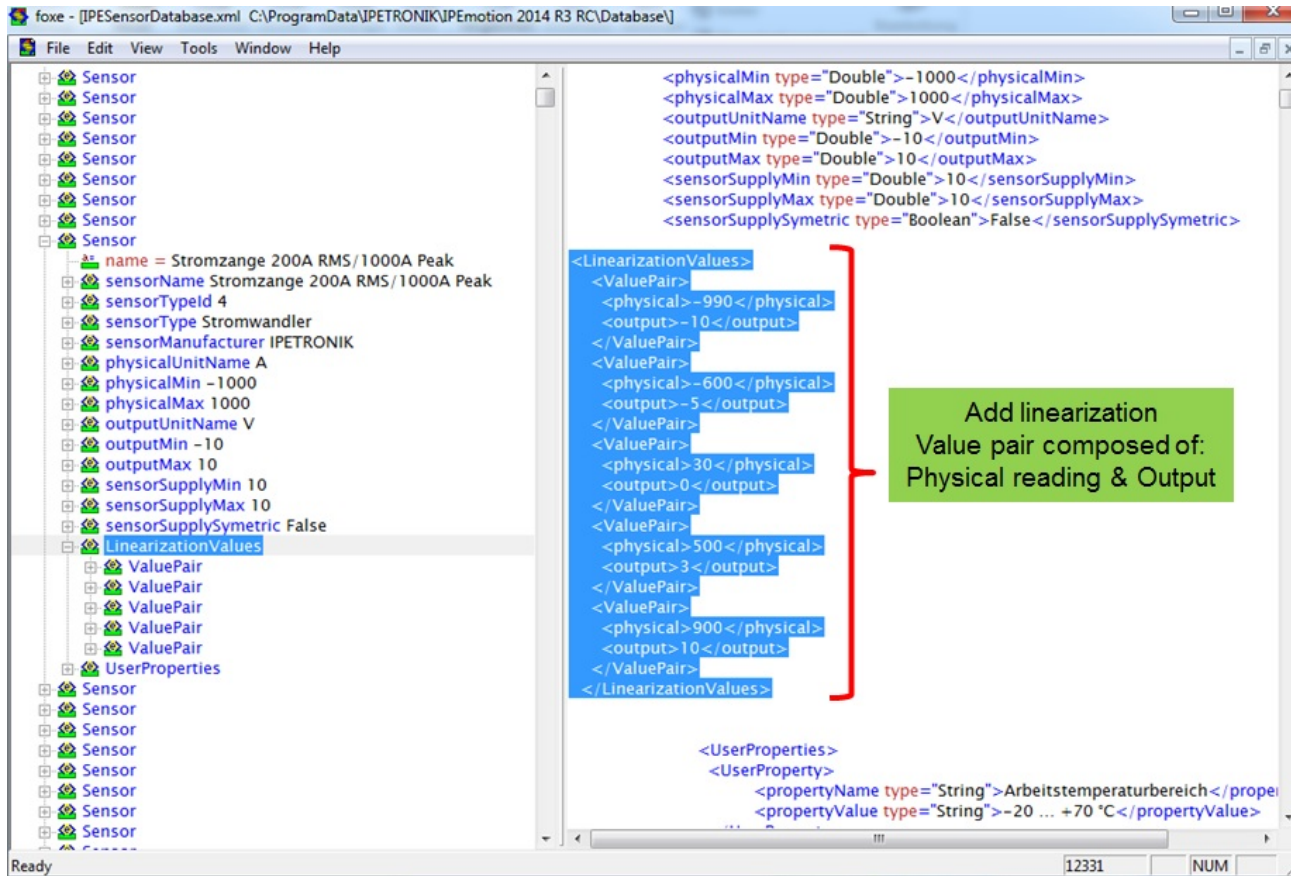 foxe - [IPESensorDatabase.xml C:\ProgramData\IPETRONIK\IPEmotion 2014 R3 RC\Database\]
File Edit View Tools Window Help
Sensor
Sensor
Sensor
Sensor
Sensor
Sensor
Sensor
Sensor
Sensor
name = Stromzange 200A RMS/1000A Peak
sensorName Stromzange 200A RMS/1000A Peak
sensorTypeId 4
sensorType Stromwandler
sensorManufacturer IPETRONIK
physicalUnitName A
physicalMin -1000
physicalMax 1000
outputUnitName V
outputMin -10
outputMax 10
sensorSupplyMin 10
sensorSupplyMax 10
sensorSupplySymetric False
LinearizationValues
ValuePair
ValuePair
ValuePair
ValuePair
ValuePair
UserProperties
Sensor
Sensor
Sensor
Sensor
Sensor
Sensor
Sensor
Sensor
<physicalMin type="Double">-1000</physicalMin>
<physicalMax type="Double">1000</physicalMax>
<outputUnitName type="String">V</outputUnitName>
<outputMin type="Double">-10</outputMin>
<outputMax type="Double">10</outputMax>
<sensorSupplyMin type="Double">10</sensorSupplyMin>
<sensorSupplyMax type="Double">10</sensorSupplyMax>
<sensorSupplySymetric type="Boolean">False</sensorSupplySymetric>
<LinearizationValues>
<ValuePair>
<physical>-990</physical>
<output>-10</output>
</ValuePair>
<ValuePair>
<physical>-600</physical>
<output>-5</output>
</ValuePair>
<ValuePair>
<physical>30</physical>
<output>0</output>
</ValuePair>
<ValuePair>
<physical>500</physical>
<output>3</output>
</ValuePair>
<ValuePair>
<physical>900</physical>
<output>10</output>
</ValuePair>
</LinearizationValues>
<UserProperties>
<UserProperty>
<propertyName type="String">Arbeitstemperaturbereich</proper
<propertyValue type="String">-20 ... +70 °C</propertyValue>
Add linearization
Value pair composed of:
Physical reading & Output
Ready 12331 NUM